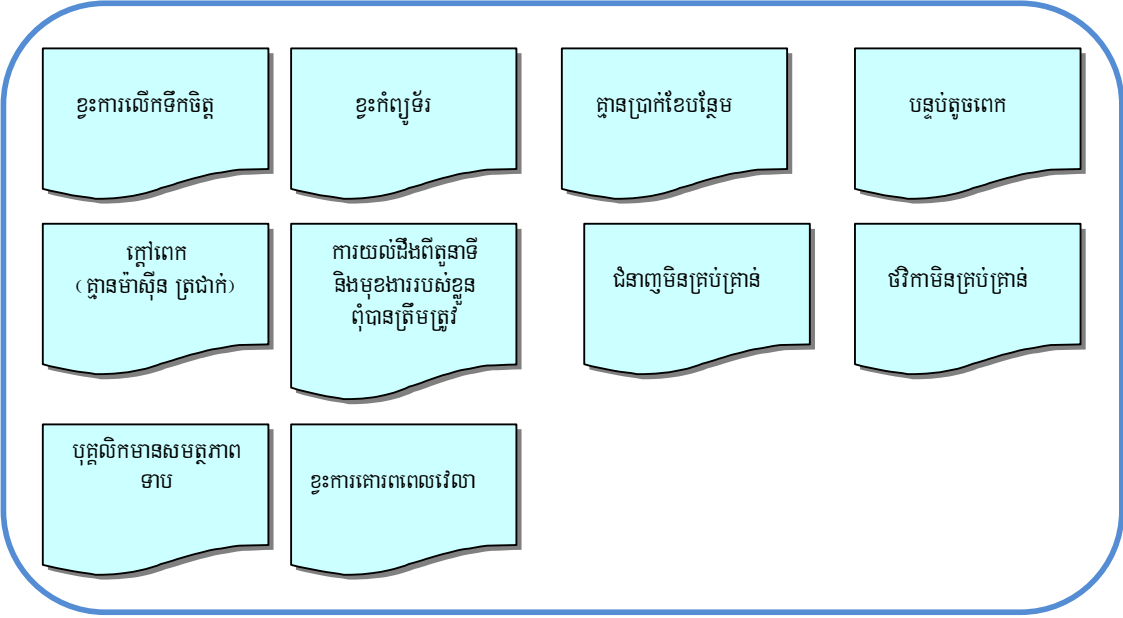 ខ្វះការលើកទឹកចិត្ត
ខ្វះកំព្យូទ័រ
គ្មានប្រាក់ខែបន្ថែម
បន្ទប់តូចពេក
ក្តៅពេក
(គ្មានម៉ាស៊ីន ត្រជាក់)
ការយល់ដឹងពីតួនាទី
និងមុខងាររបស់ខ្លួន
ពុំបានត្រឹមត្រូវ
ជំនាញមិនគ្រប់គ្រាន់
ថវិកាមិនគ្រប់គ្រាន់
បុគ្គលិកមានសមត្ថភាព
ទាប
ខ្វះការគោរពពេលវេលា